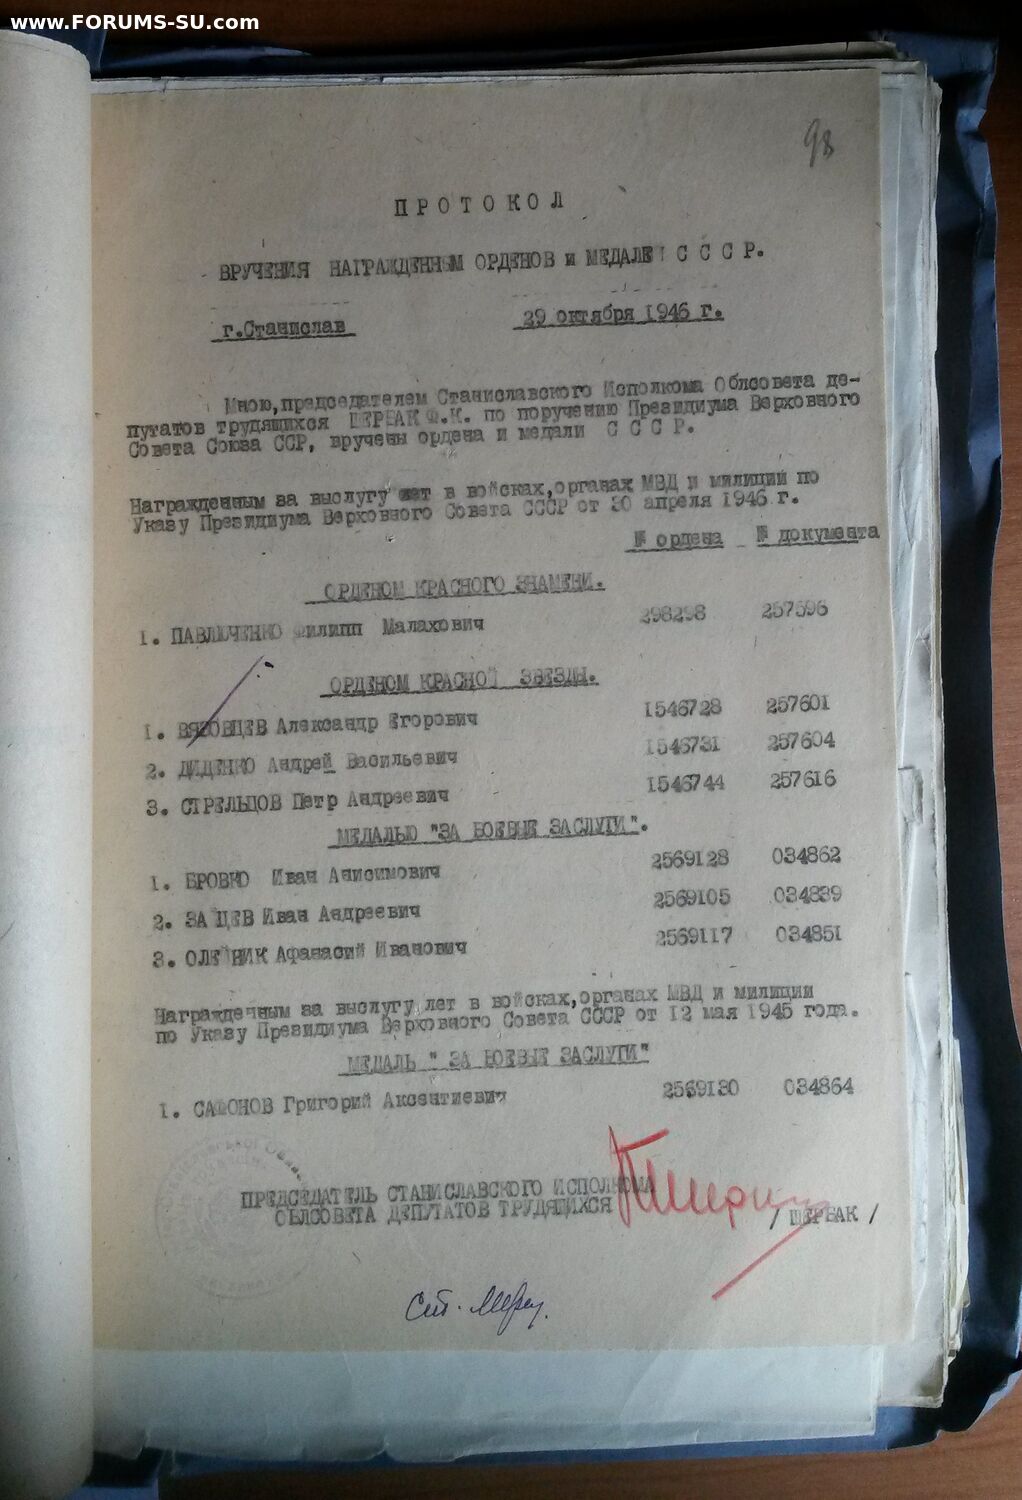 www.FORUMS-SU.com
98
ПРОТОКОЛ
ВРУЧЕНИЯ НАГРАЖДЕННЫМ ОРДЕНОВ и МЕДАЛЕЙ С С С Р.
г.Станислав 29 октября 1946 г.
Мною,председателем Станиславского Исполкома Облсовета де-
путатов трудящихся ЩЕРБАК Ф.К. по поручению Президиума Верховного
Совета Союза ССР, вручены ордена и медали С С С Р.
Награжденным за выслугу лет в войсках,органах МВД и милиции по
Указу Президиума Верховного Совета СССР от 30 апреля 1946 г.
№ ордена № документа
ОРДЕНОМ КРАСНОГО ЗНАМЕНИ.
1. ПАВЛЮЧЕНКО Филипп Малахович 298298 257596
ОРДЕНОМ КРАСНОЙ ЗВЕЗДЫ.
1. Александр Егорович 1546728 257601
2. ДИДЕНКО Андрей Васильевич 1546731 257604
3. СТРЕЛЬЦОВ Петр Андреевич 1546744 257616
МЕДАЛЬЮ "ЗА БОЕВЫЕ ЗАСЛУГИ".
1. БРОВКО Иван Анисимович 2569128 034862
2. ЗАЙЦЕВ Иван Андреевич 2569105 034839
3. ОЛЕЙНИК Афанасий Иванович 2569117 034851
Награжденным за выслугу лет в войсках,органах МВД и милиции
по Указу Президиума Верховного Совета СССР от 12 мая 1945 года.
МЕДАЛЬ " ЗА БОЕВЫЕ ЗАСЛУГИ"
1. САФОНОВ Григорий Аксентиевич 2569130 034864
ПРЕДСЕДАТЕЛЬ СТАНИСЛАВСКОГО ИСПОЛКОМА
ОБЛСОВЕТА ДЕПУТАТОВ ТРУДЯЩИХСЯ / ЩЕРБАК /